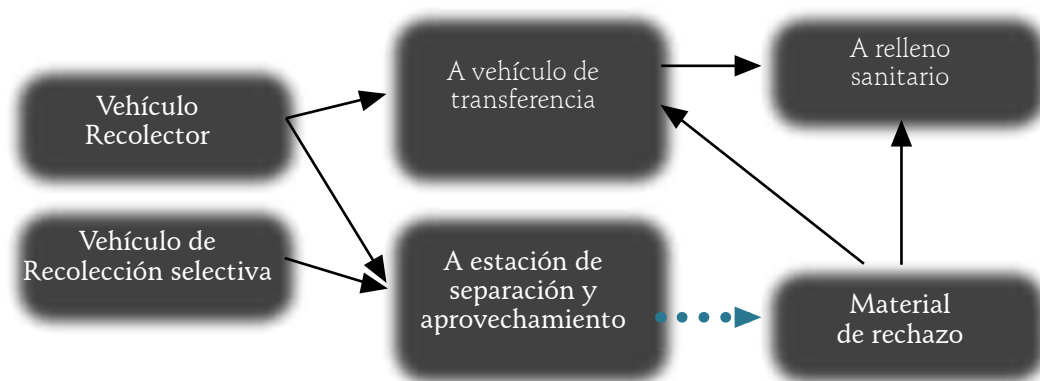 Vehículo
Recolector
Vehículo de
Recolección selectiva
A vehículo de
transferencia
A estación de
separación y
aprovechamiento
A relleno
sanitario
Material
de rechazo